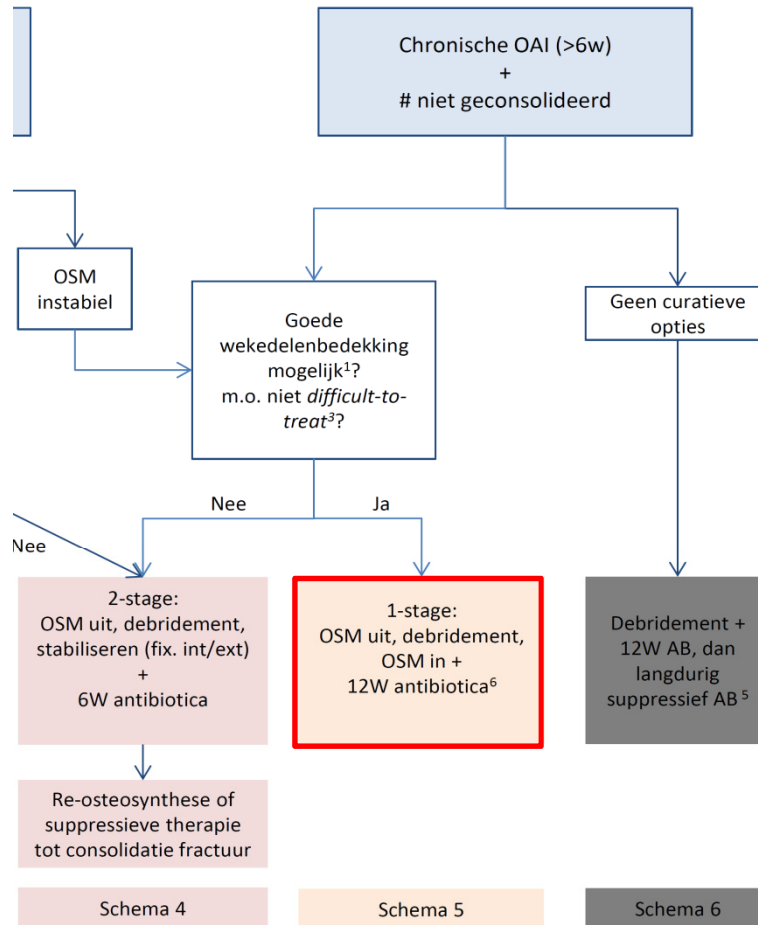 Chronische OAI (>6w)
+
# niet geconsolideerd
OSM
instabiel
Goede
wekedelenbedekking
mogelijk¹?
m.o. niet difficult-to-
treat³?
Geen curatieve
opties
Nee
Ja
Nee
2-stage:
OSM uit, debridement,
stabiliseren (fix. int/ext)
+
6W antibiotica
1-stage:
OSM uit, debridement,
OSM in +
12W antibiotica⁶
Debridement +
12W AB, dan
langdurig
suppressief AB ⁵
Re-osteosynthese of
suppressieve therapie
tot consolidatie fractuur
Schema 4
Schema 5
Schema 6